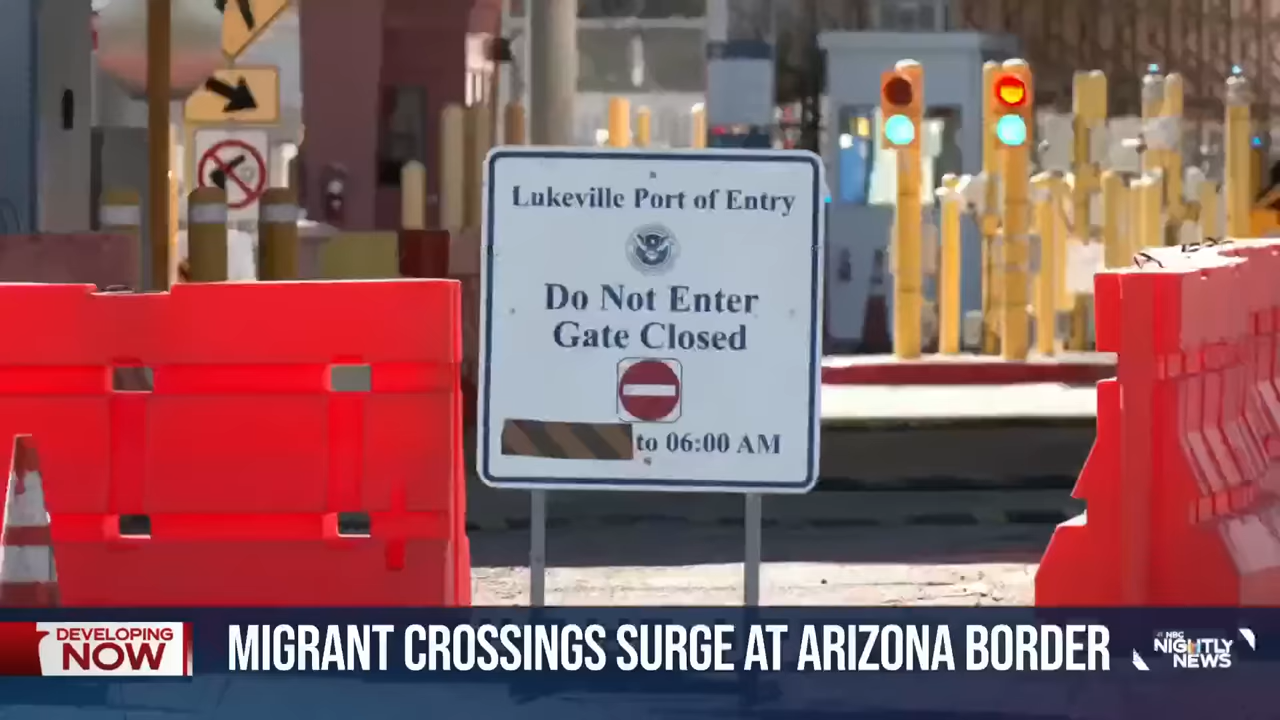 Lukeville Port of Entry
Do Not Enter
Gate Closed
to 06:00 AM
DEVELOPING
NOW
MIGRANT CROSSINGS SURGE AT ARIZONA BORDER
NBC
NIGHTLY
NEWS